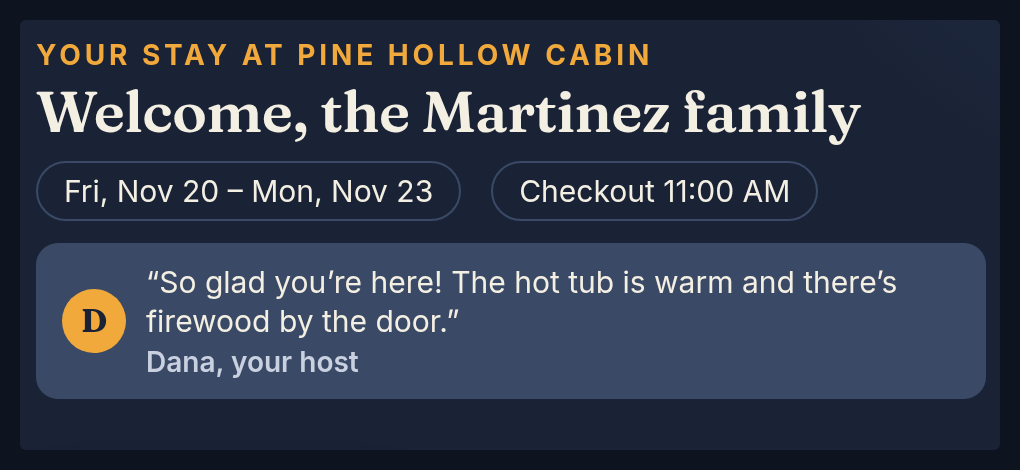 YOUR STAY AT PINE HOLLOW CABIN
Welcome, the Martinez family
Fri, Nov 20 – Mon, Nov 23
Checkout 11:00 AM
D
“So glad you’re here! The hot tub is warm and there’s
firewood by the door.”
Dana, your host